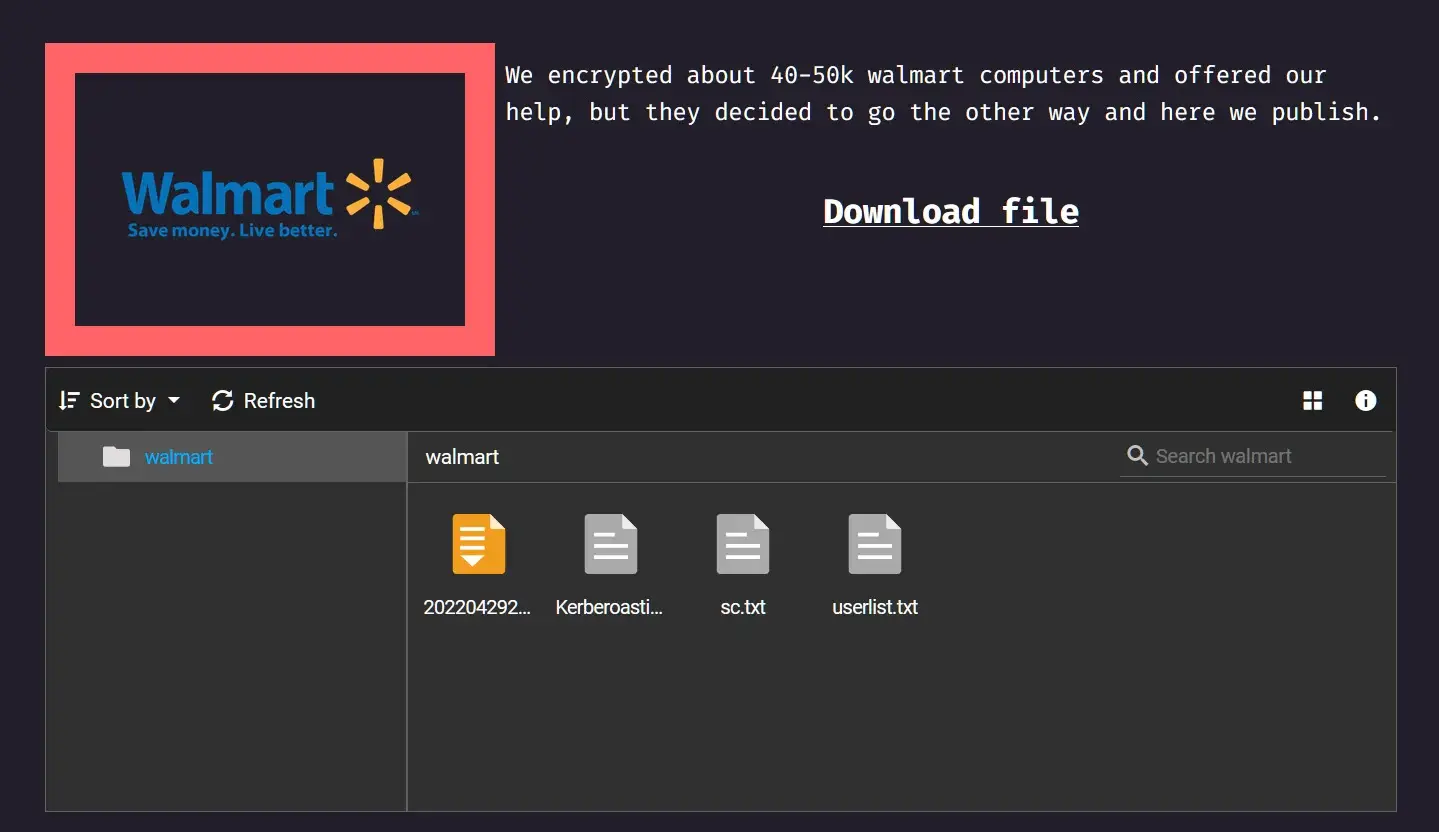 We encrypted about 40-50k walmart computers and offered our
help, but they decided to go the other way and here we publish.
Walmart
Save money. Live better.
Download file
Sort by
Refresh
walmart
walmart
Search walmart
202204292...
Kerberoasti...
sc.txt
userlist.txt